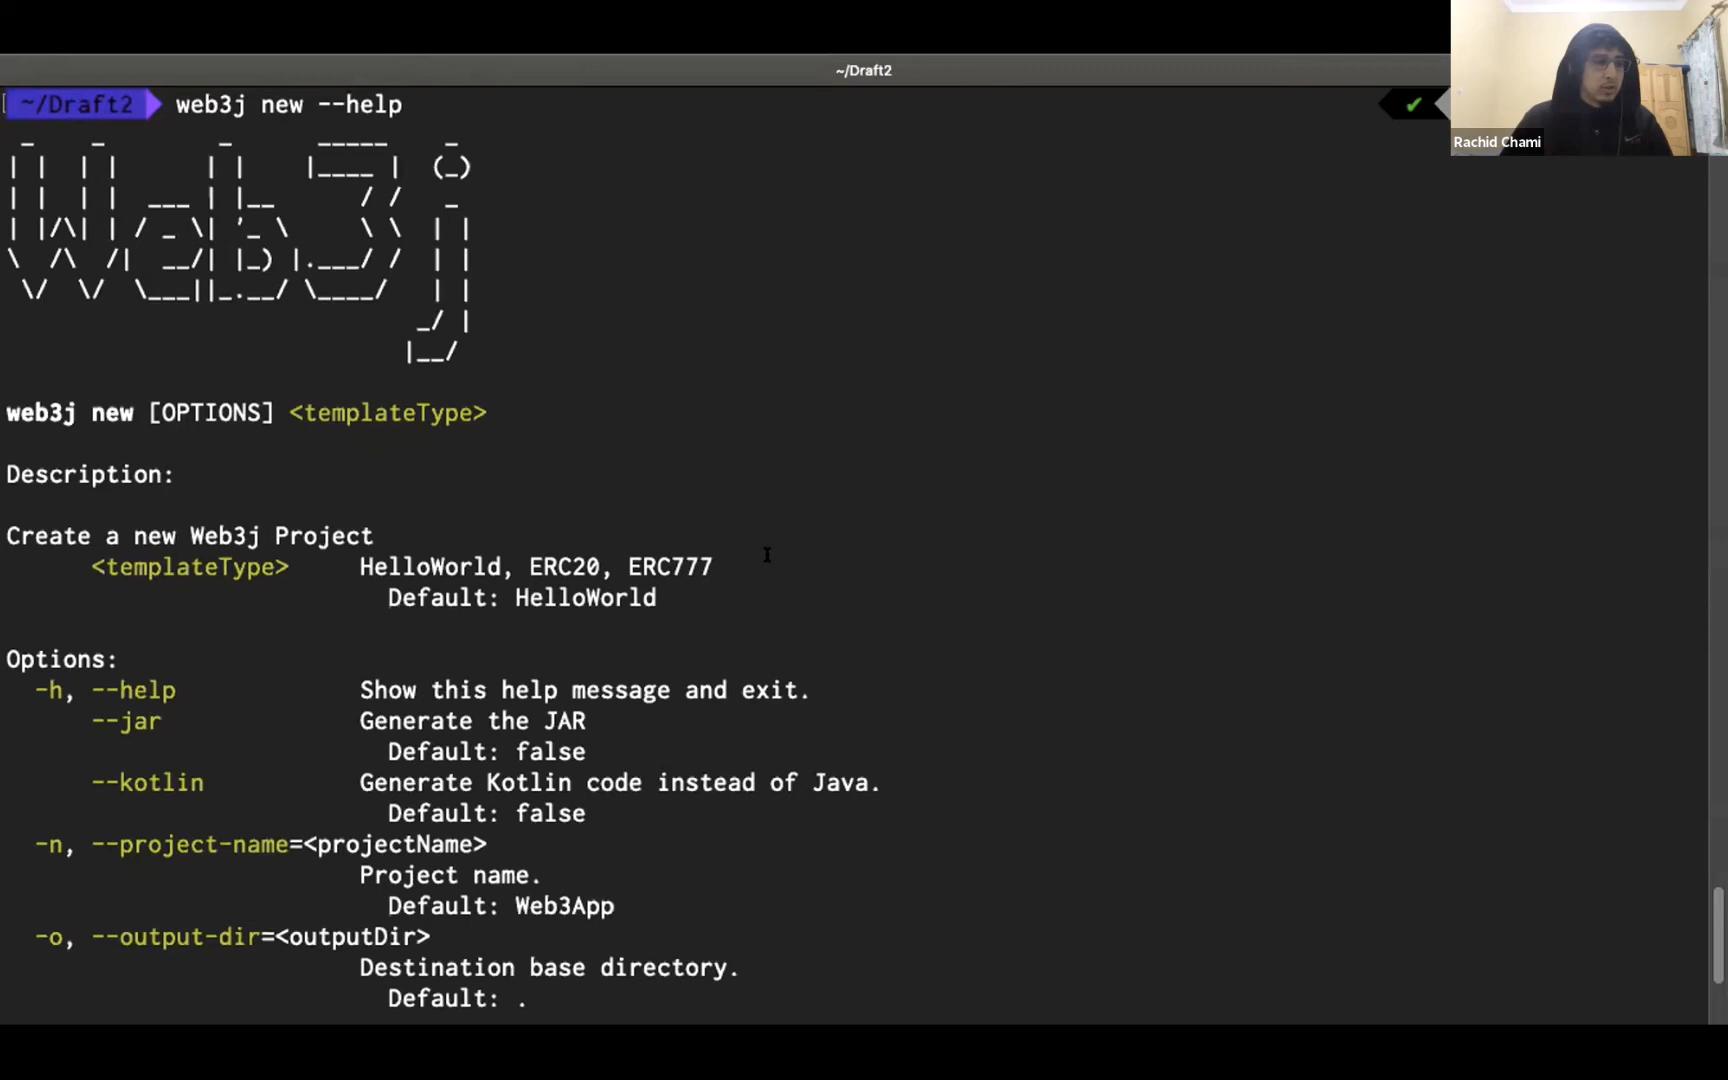 ~/Draft2
~/Draft2 web3j new --help
Rachid Chami
Web3j
web3j new [OPTIONS] <templateType>
Description:
Create a new Web3j Project
<templateType> HelloWorld, ERC20, ERC777
Default: HelloWorld
Options:
-h, --help Show this help message and exit.
--jar Generate the JAR
Default: false
--kotlin Generate Kotlin code instead of Java.
Default: false
-n, --project-name=<projectName>
Project name.
Default: Web3App
-o, --output-dir=<outputDir>
Destination base directory.
Default: .